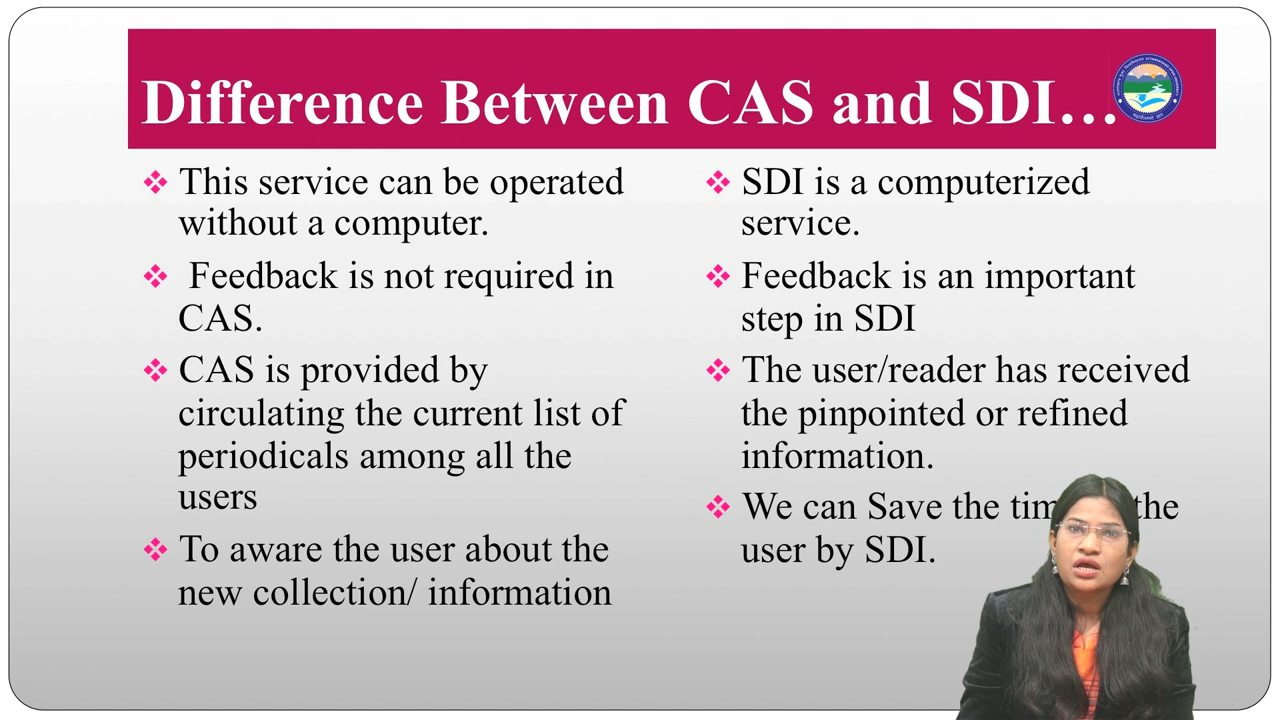 Difference Between CAS and SDI…
This service can be operated
without a computer.
Feedback is not required in
CAS.
CAS is provided by
circulating the current list of
periodicals among all the
users
To aware the user about the
new collection/ information
SDI is a computerized
service.
Feedback is an important
step in SDI
The user/reader has received
the pinpointed or refined
information.
We can Save the the
user by SDI.